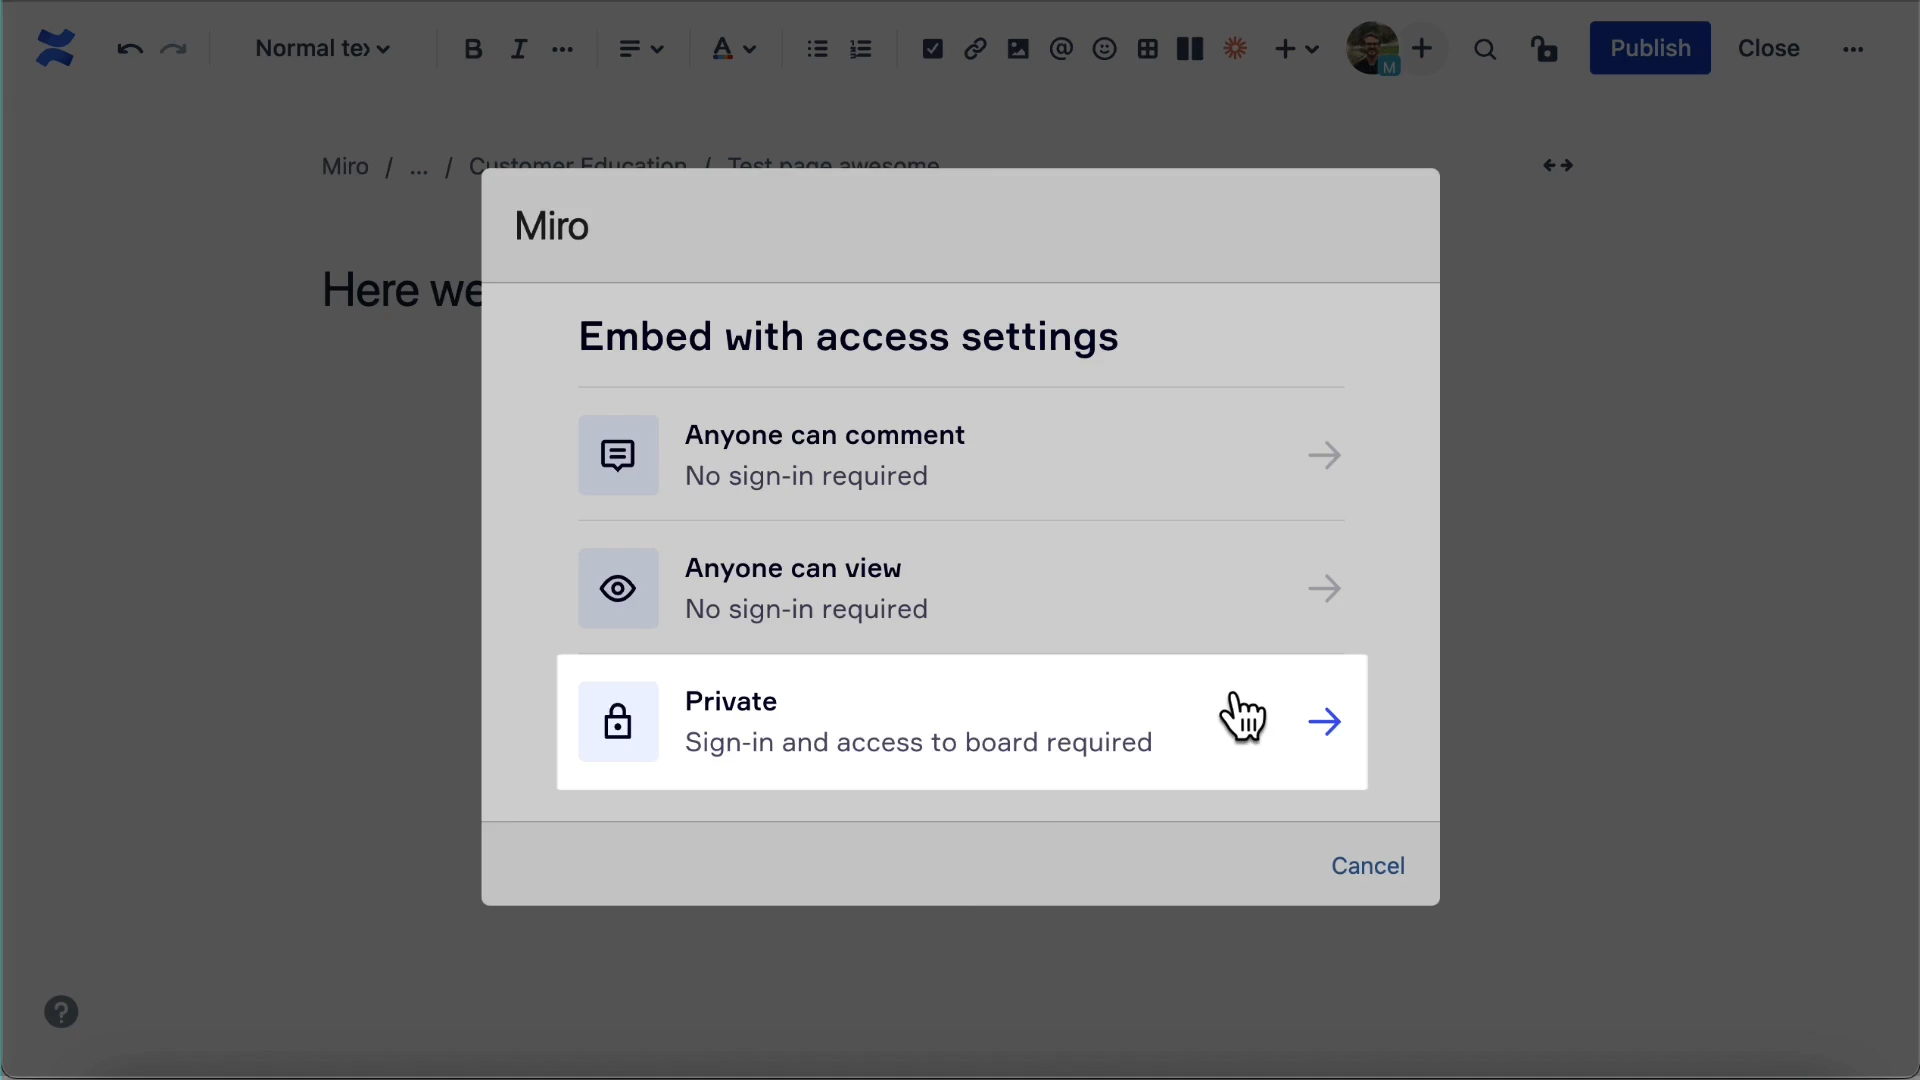 Normal tex
B I ... A @
M
Publish
Close
Miro / ... / Customer Education / Test page awesome
Here we
Miro
Embed with access settings
Anyone can comment
No sign-in required
Anyone can view
No sign-in required
Private
Sign-in and access to board required
Cancel
?